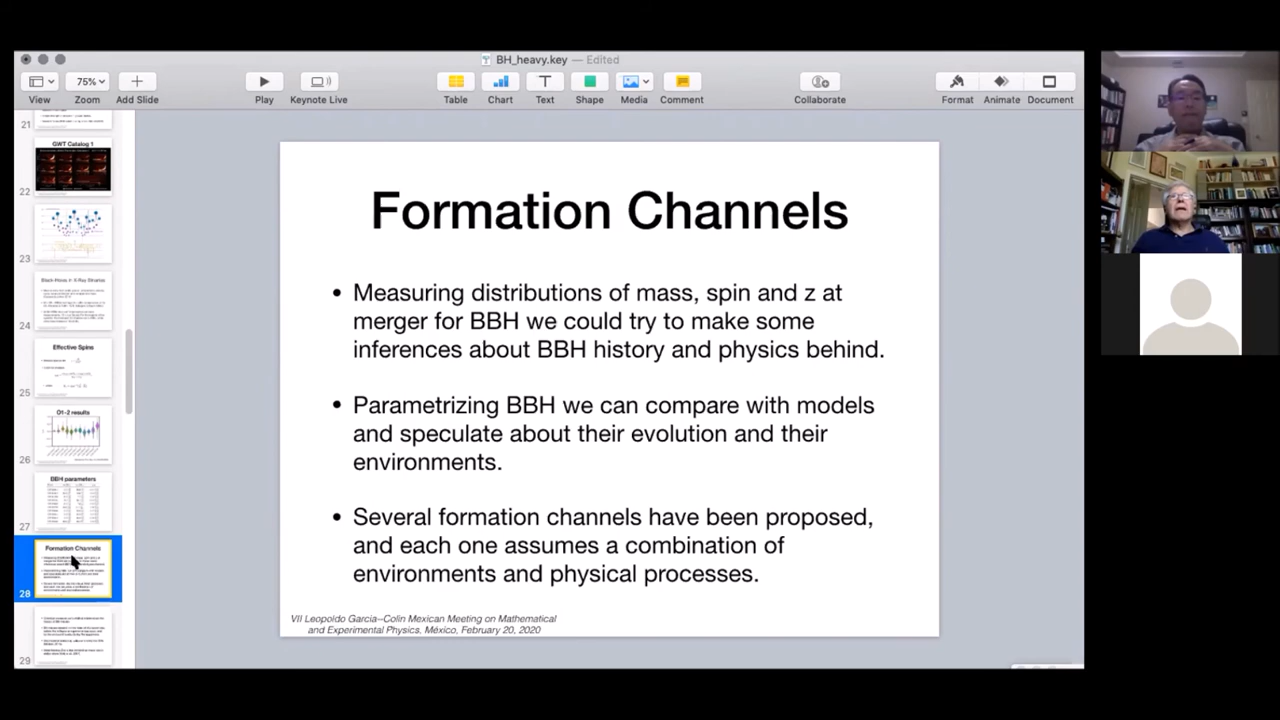 BH_heavy.key — Edited
75%
View
Zoom
Add Slide
Play
Keynote Live
Table
Chart
Text
Shape
Media
Comment
Collaborate
Format
Animate
Document
21
GWT Catalog 1
22
23
Black-Holes in X-Ray Binaries
24
Effective Spins
25
O1-2 results
26
BBH parameters
27
Formation Channels
28
29
Formation Channels
• Measuring distributions of mass, spin and z at
merger for BBH we could try to make some
inferences about BBH history and physics behind.
• Parametrizing BBH we can compare with models
and speculate about their evolution and their
environments.
• Several formation channels have been proposed,
and each one assumes a combination of
environments and physical processes.
VII Leopoldo Garcia--Colin Mexican Meeting on Mathematical
and Experimental Physics, México, February 20, 2020